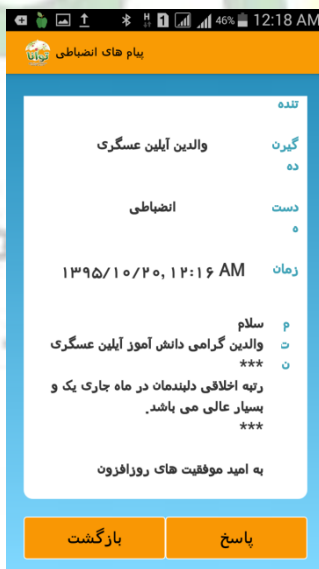 46% 12:18 AM
پیام های انضباطی توانا
تنده
گیرن
ده
والدین آیلین عسگری
دست
ه
انضباطی
زمان
۱۳۹۵/۱۰/۲۰, ۱۲:۱۶ AM
م
ت
ن
سلام
والدین گرامی دانش آموز آیلین عسگری
***
رتبه اخلاقی دلبندمان در ماه جاری یک و
بسیار عالی می باشد.
***
به امید موفقیت های روزافزون
پاسخ
بازگشت